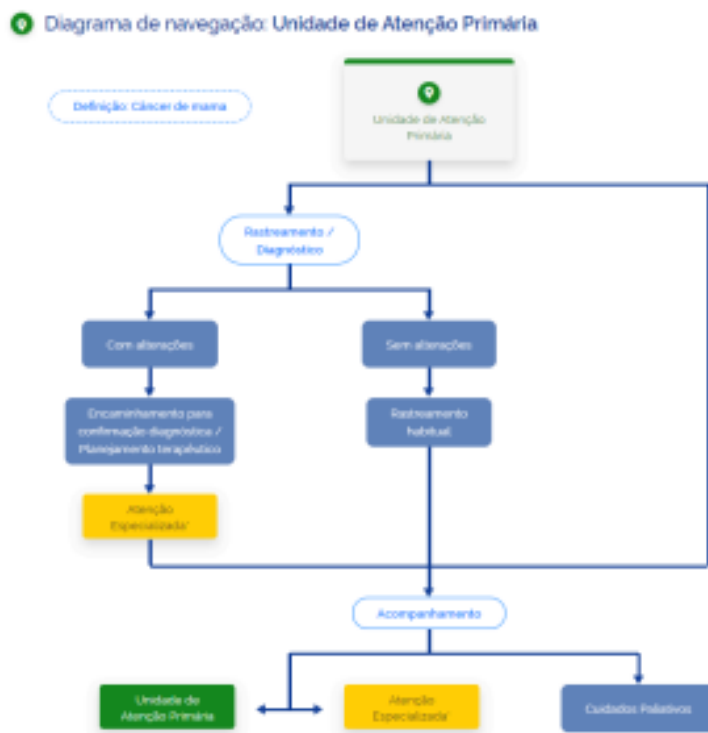 Diagrama de navegação: Unidade de Atenção Primária
Definição: Câncer de mama
Unidade de Atenção
Primária
Rastreamento /
Diagnóstico
Com alterações
Sem alterações
Encaminhamento para
confirmação diagnóstica /
Planejamento terapêutico
Rastreamento
habitual
Atenção
Especializada*
Acompanhamento
Unidade de
Atenção Primária
Atenção
Especializada*
Cuidados Paliativos